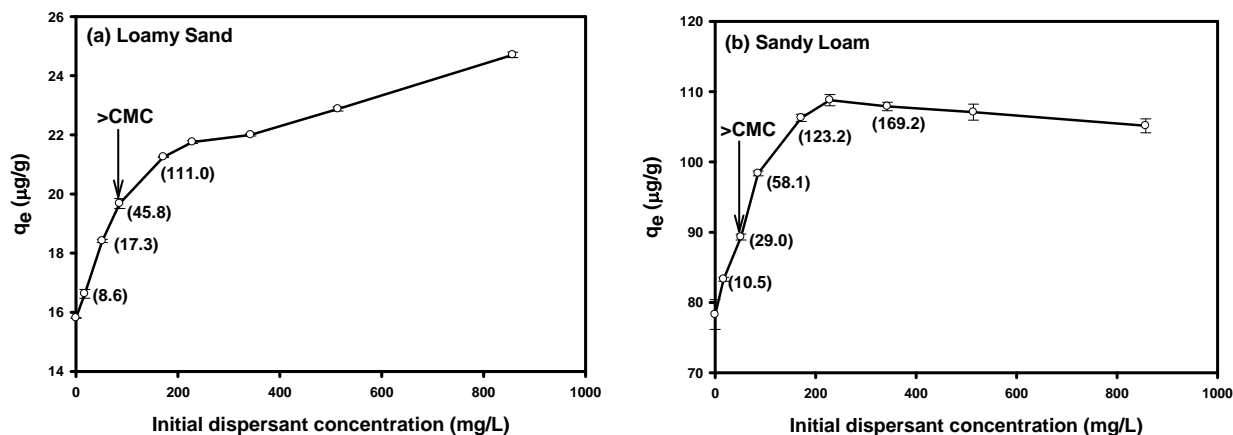 (a) Loamy Sand
26
24
22
20
18
16
14
qe (µg/g)
>CMC
(111.0)
(45.8)
(17.3)
(8.6)
0 200 400 600 800 1000
Initial dispersant concentration (mg/L)
(b) Sandy Loam
120
110
100
90
80
70
qe (µg/g)
>CMC
(123.2)
(169.2)
(58.1)
(29.0)
(10.5)
0 200 400 600 800 1000
Initial dispersant concentration (mg/L)